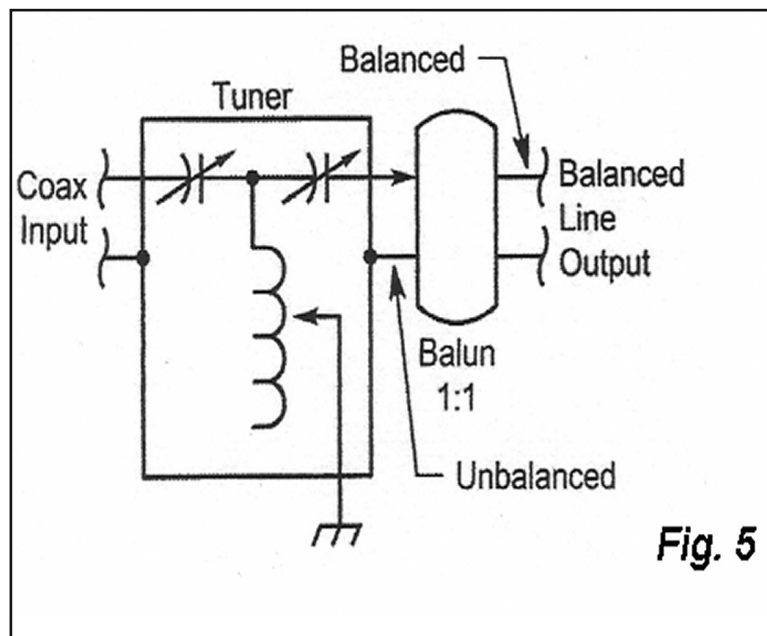 Balanced
Tuner
Coax
Input
Balanced
Line
Output
Balun
1:1
Unbalanced
Fig. 5